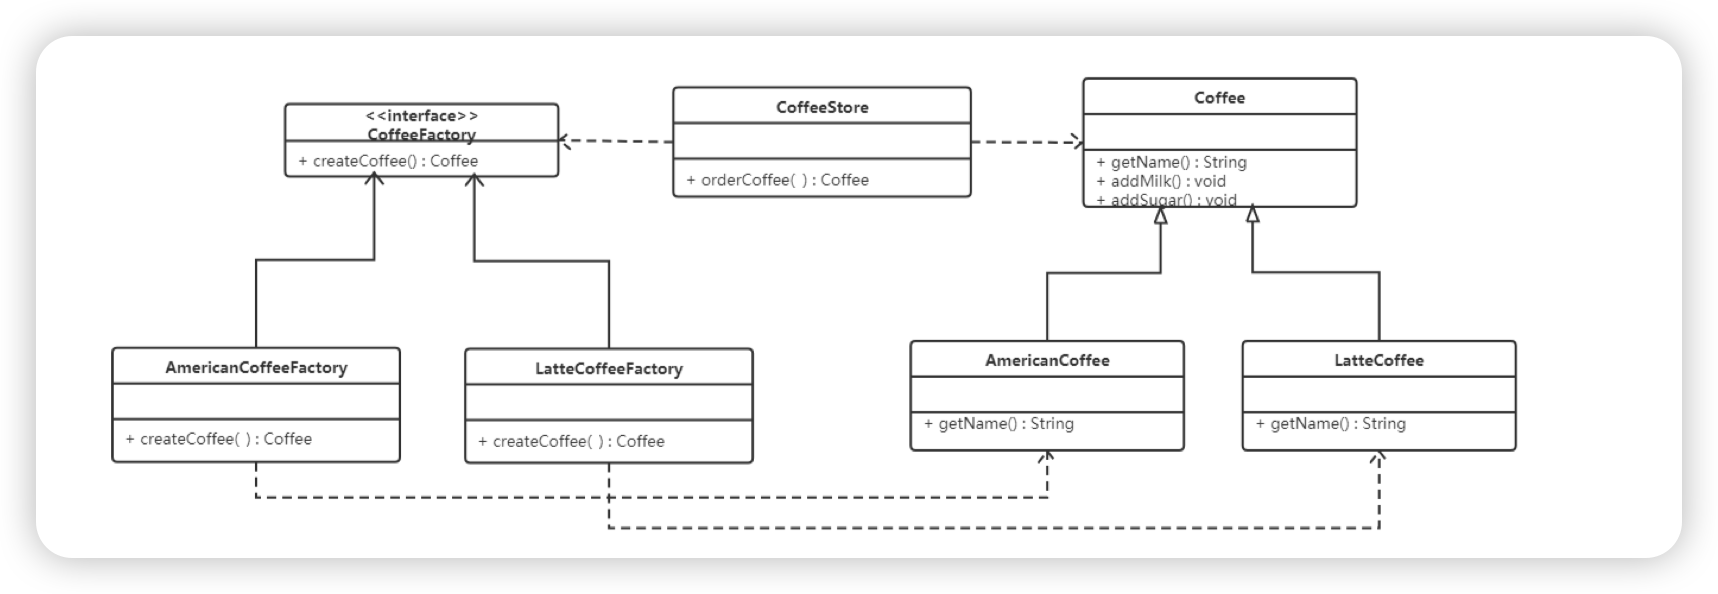 <<interface>>
CoffeeFactory
+ createCoffee() : Coffee
CoffeeStore
+ orderCoffee( ) : Coffee
Coffee
+ getName() : String
+ addMilk() : void
+ addSugar() : void
AmericanCoffeeFactory
+ createCoffee( ) : Coffee
LatteCoffeeFactory
+ createCoffee( ) : Coffee
AmericanCoffee
+ getName() : String
LatteCoffee
+ getName() : String